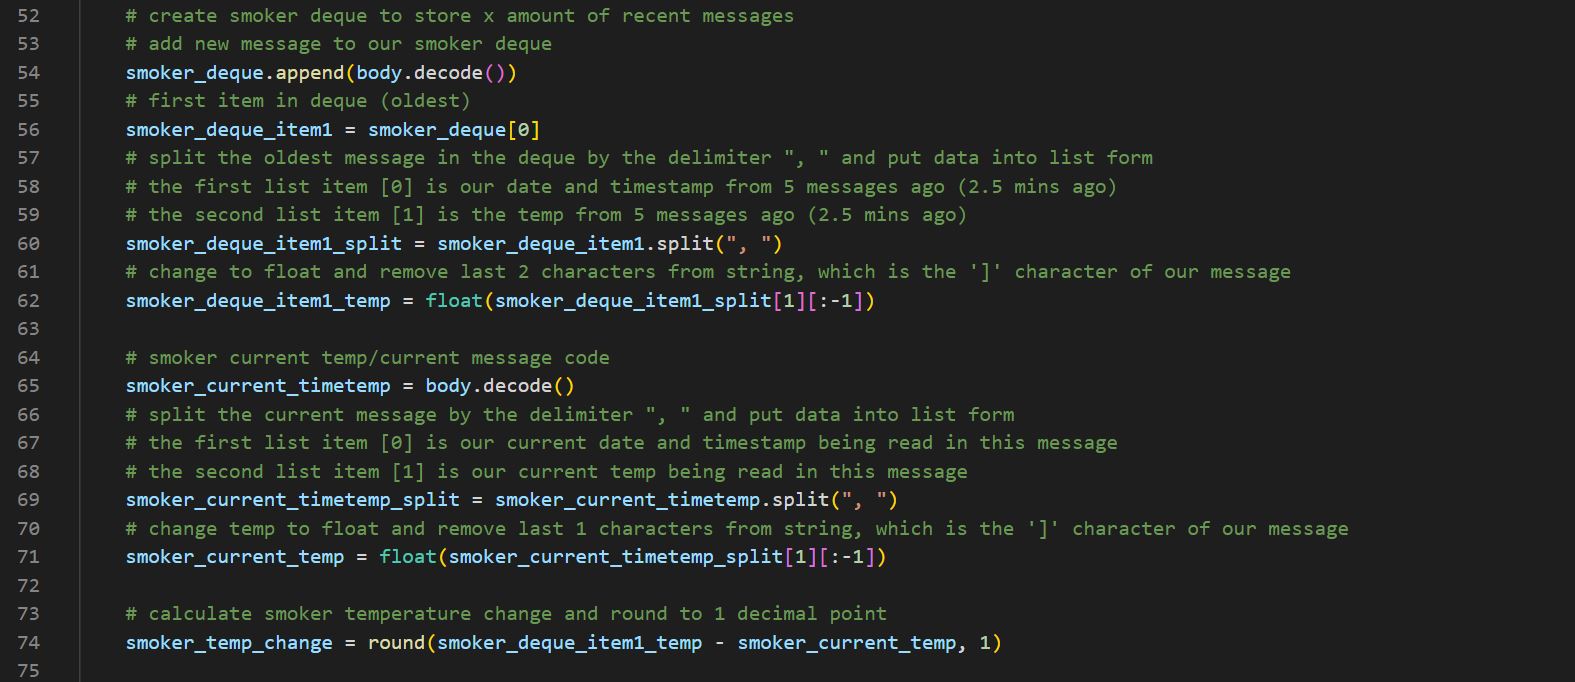 52 # create smoker deque to store x amount of recent messages
53 # add new message to our smoker deque
54 smoker_deque.append(body.decode())
55 # first item in deque (oldest)
56 smoker_deque_item1 = smoker_deque[0]
57 # split the oldest message in the deque by the delimiter ", " and put data into list form
58 # the first list item [0] is our date and timestamp from 5 messages ago (2.5 mins ago)
59 # the second list item [1] is the temp from 5 messages ago (2.5 mins ago)
60 smoker_deque_item1_split = smoker_deque_item1.split(", ")
61 # change to float and remove last 2 characters from string, which is the ']' character of our message
62 smoker_deque_item1_temp = float(smoker_deque_item1_split[1][:-1])
63
64 # smoker current temp/current message code
65 smoker_current_timetemp = body.decode()
66 # split the current message by the delimiter ", " and put data into list form
67 # the first list item [0] is our current date and timestamp being read in this message
68 # the second list item [1] is our current temp being read in this message
69 smoker_current_timetemp_split = smoker_current_timetemp.split(", ")
70 # change temp to float and remove last 1 characters from string, which is the ']' character of our message
71 smoker_current_temp = float(smoker_current_timetemp_split[1][:-1])
72
73 # calculate smoker temperature change and round to 1 decimal point
74 smoker_temp_change = round(smoker_deque_item1_temp - smoker_current_temp, 1)
75